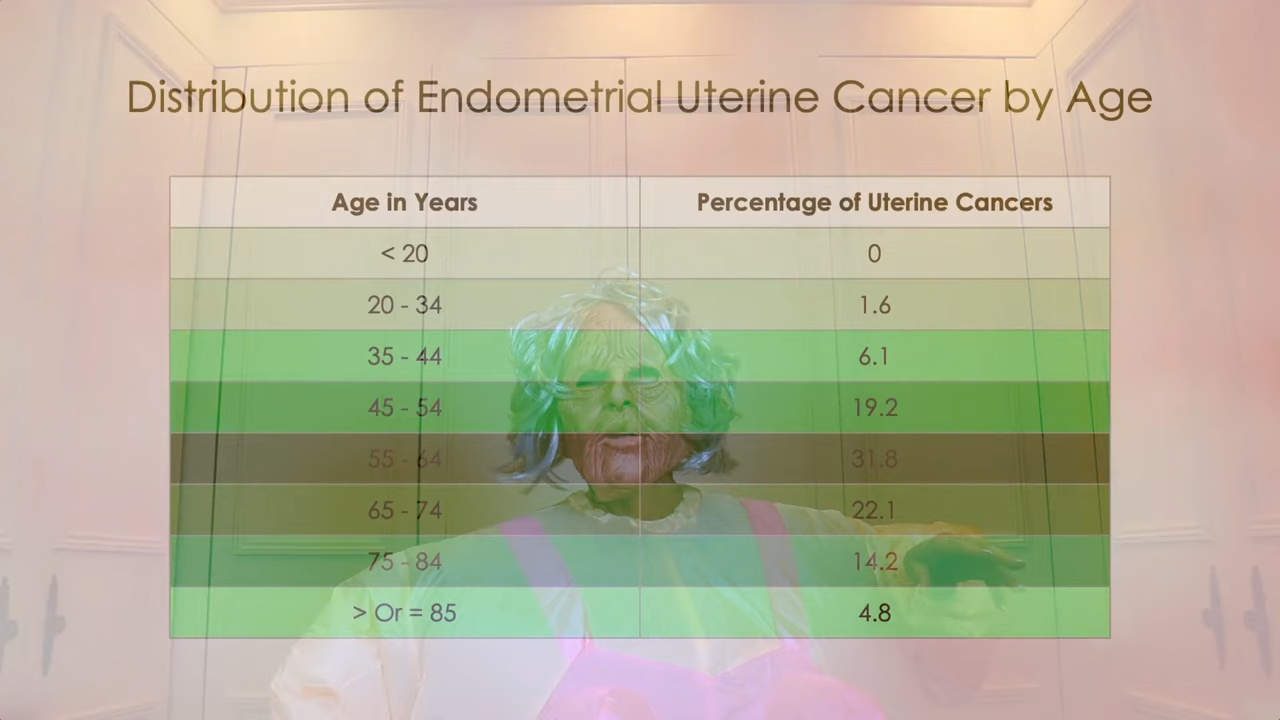 Distribution of Endometrial Uterine Cancer by Age
Age in Years Percentage of Uterine Cancers
< 20 0
20 - 34 1.6
35 - 44 6.1
45 - 54 19.2
55 - 64 31.8
65 - 74 22.1
75 - 84 14.2
> Or = 85 4.8